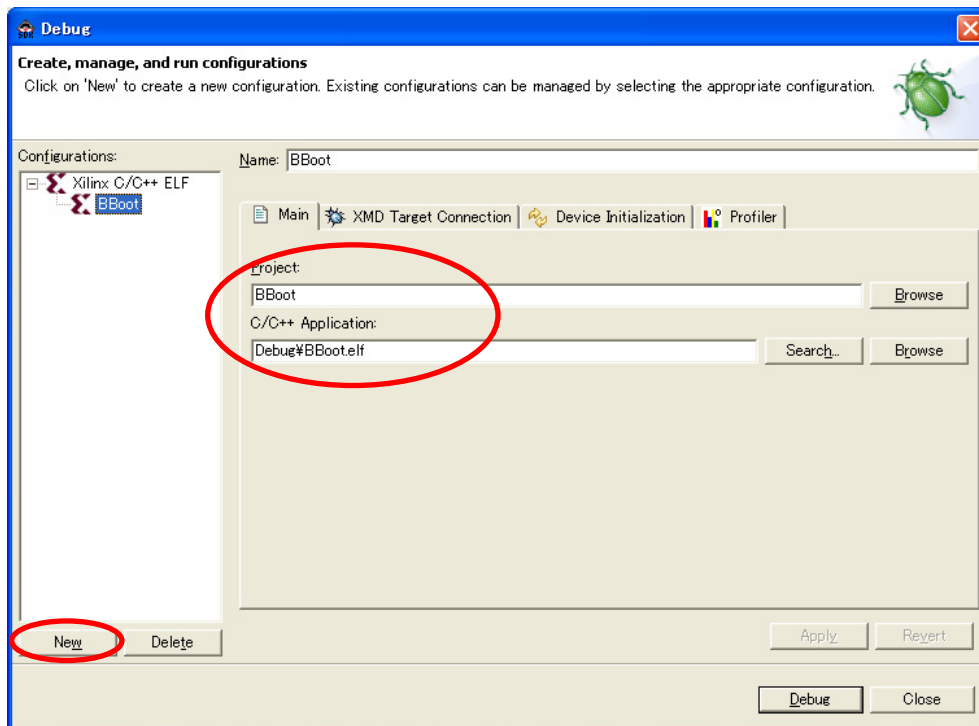 Debug
Create, manage, and run configurations
Click on 'New' to create a new configuration. Existing configurations can be managed by selecting the appropriate configuration.
Configurations:
Name: BBoot
Xilinx C/C++ ELF
BBoot
Main XMD Target Connection Device Initialization Profiler
Project:
BBoot Browse
C/C++ Application:
Debug¥BBoot.elf Search... Browse
New Delete Apply Revert
Debug Close